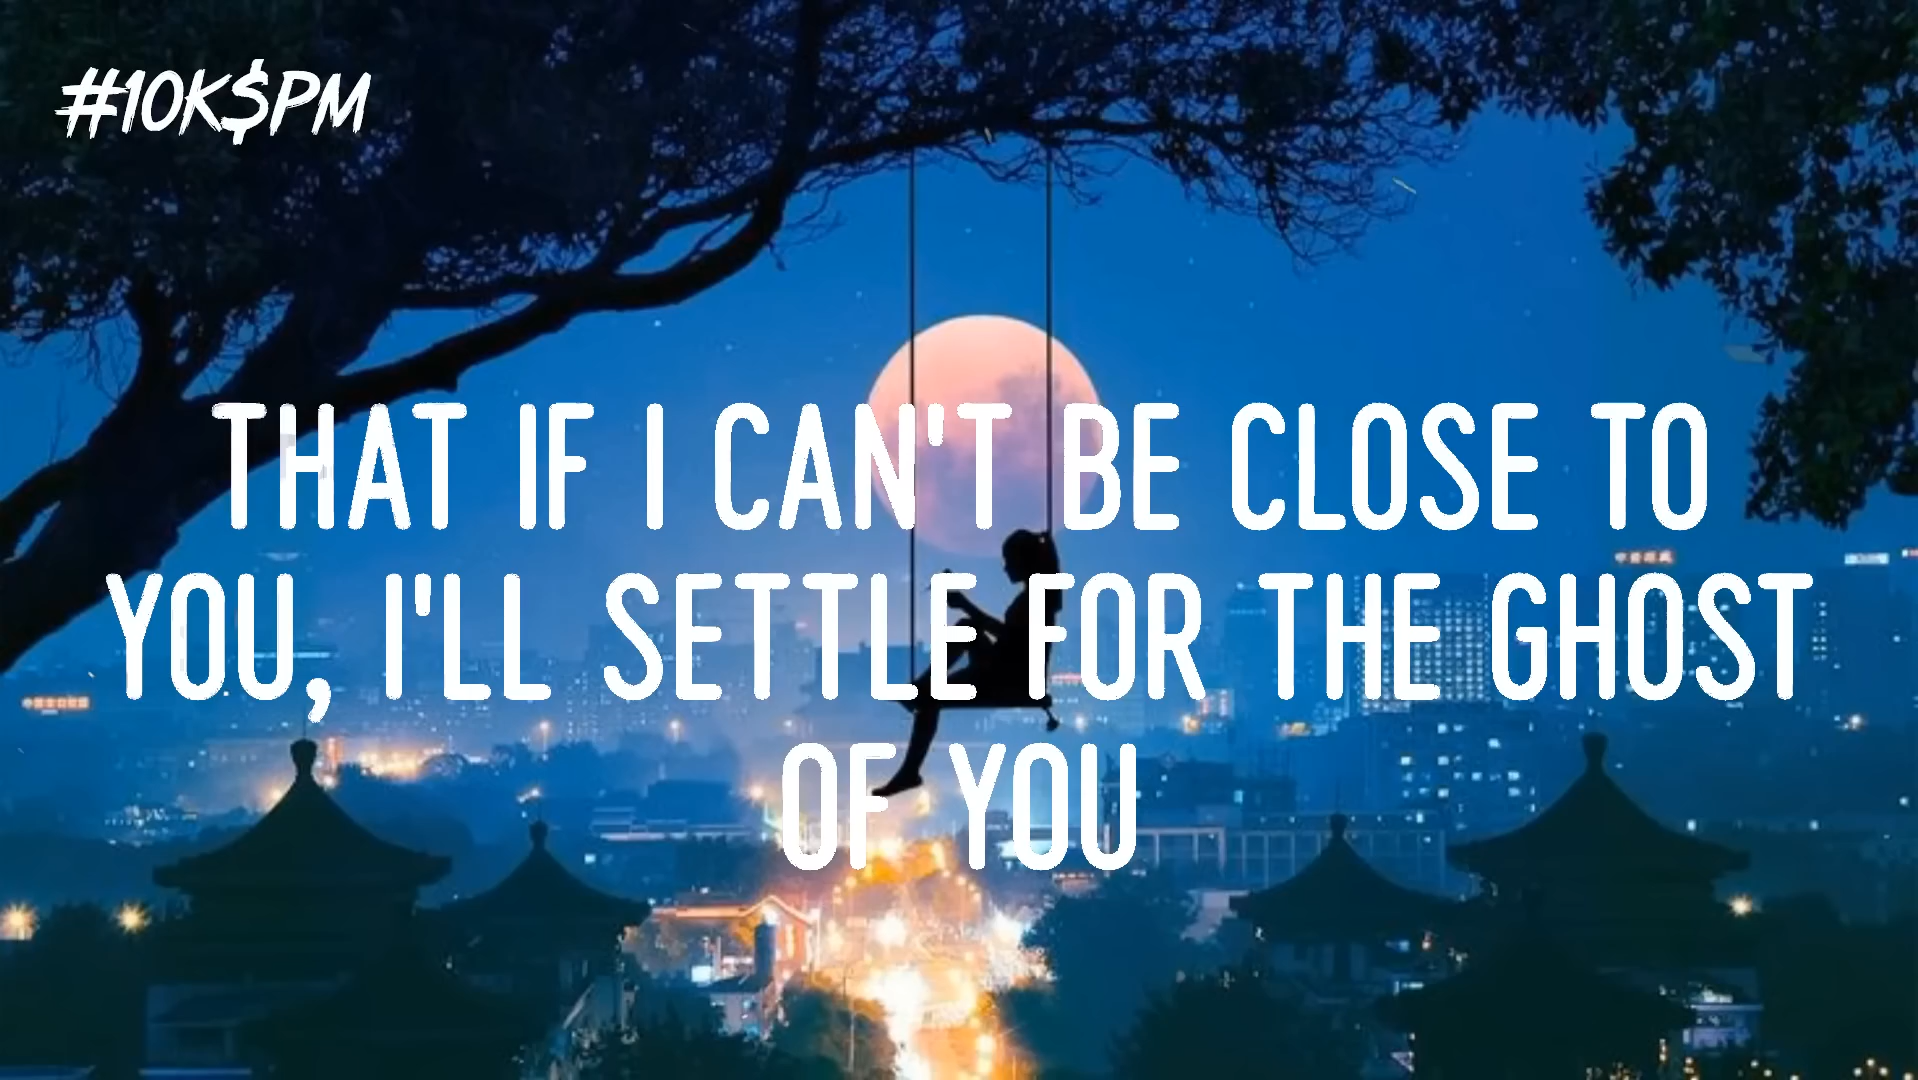 #10K$PM
THAT IF I CAN'T BE CLOSE TO
YOU, I'LL SETTLE FOR THE GHOST
OF YOU